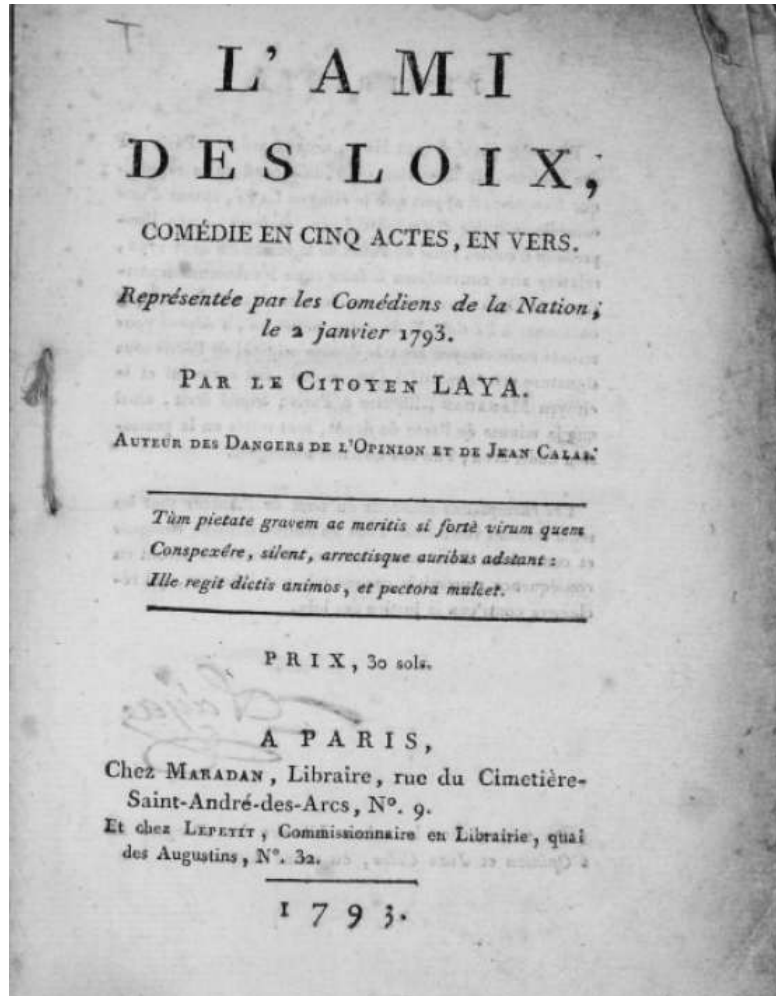 L'AMI
DES LOIX,
COMÉDIE EN CINQ ACTES, EN VERS.
Représentée par les Comédiens de la Nation,
le 2 janvier 1793.
PAR LE CITOYEN LAYA.
AUTEUR DES DANGERS DE L'OPINION ET DE JEAN CALAS.
Tùm pietate gravem ac meritis si fortè virum quem
Conspexére, silent, arrectisque auribus adstant :
Ille regit dictis animos, et pectora mulcet.
PRIX, 30 sols.
A PARIS,
Chez MARADAN, Libraire, rue du Cimetière-
Saint-André-des-Arcs, N°. 9.
Et chez LEPETIT, Commissionnaire en Librairie, quai
des Augustins, N°. 32.
1793.